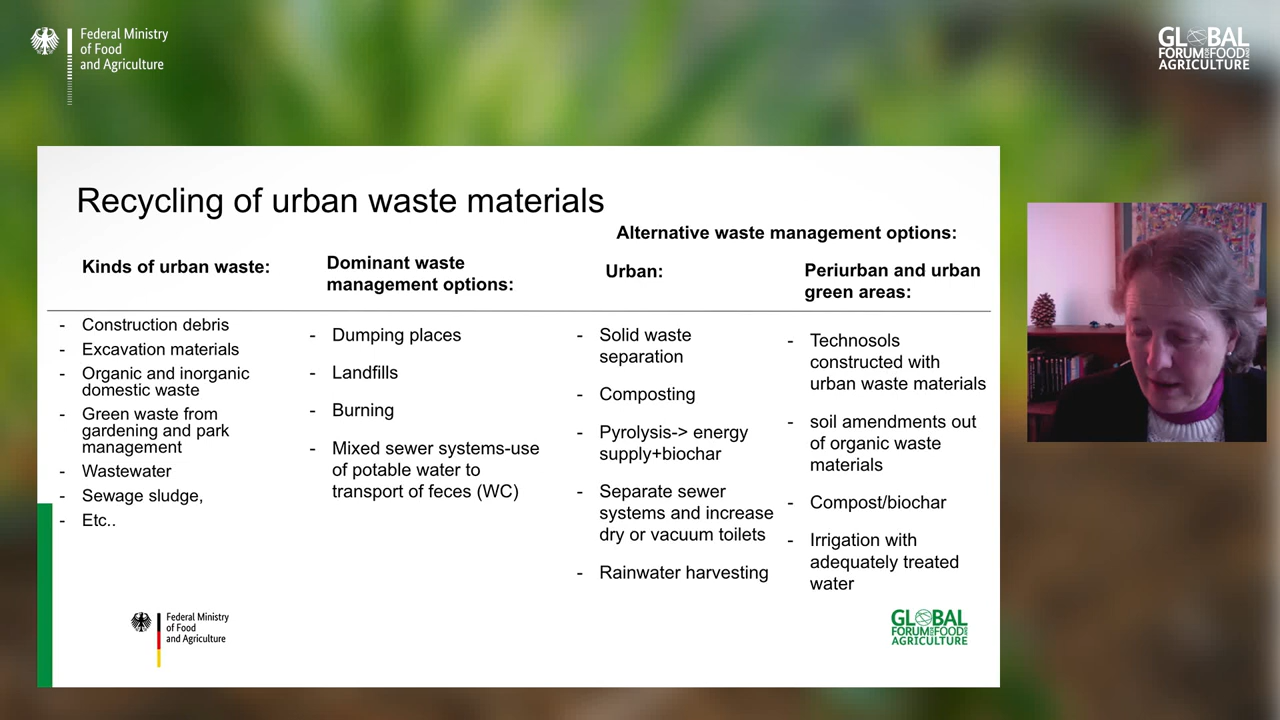 Federal Ministry
of Food
and Agriculture
GLOBAL
FORUM FOR FOOD AND
AGRICULTURE
Recycling of urban waste materials
Alternative waste management options:
Kinds of urban waste:
Dominant waste
management options:
Urban:
Periurban and urban
green areas:
- Construction debris
- Excavation materials
- Organic and inorganic
domestic waste
- Green waste from
gardening and park
management
- Wastewater
- Sewage sludge,
- Etc..
- Dumping places
- Landfills
- Burning
- Mixed sewer systems-use
of potable water to
transport of feces (WC)
- Solid waste
separation
- Composting
- Pyrolysis-> energy
supply+biochar
- Separate sewer
systems and increase
dry or vacuum toilets
- Rainwater harvesting
- Technosols
constructed with
urban waste materials
- soil amendments out
of organic waste
materials
- Compost/biochar
- Irrigation with
adequately treated
water
Federal Ministry
of Food
and Agriculture
GLOBAL
FORUM FOR FOOD AND
AGRICULTURE